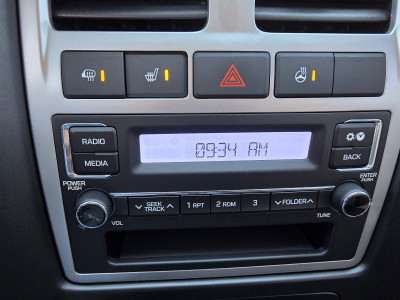 RADIO
MEDIA
09:34 AM
BACK
POWER
PUSH
ENTER
PUSH
VOL
SEEK
TRACK
1 RPT
2 RDM
3
FOLDER
TUNE